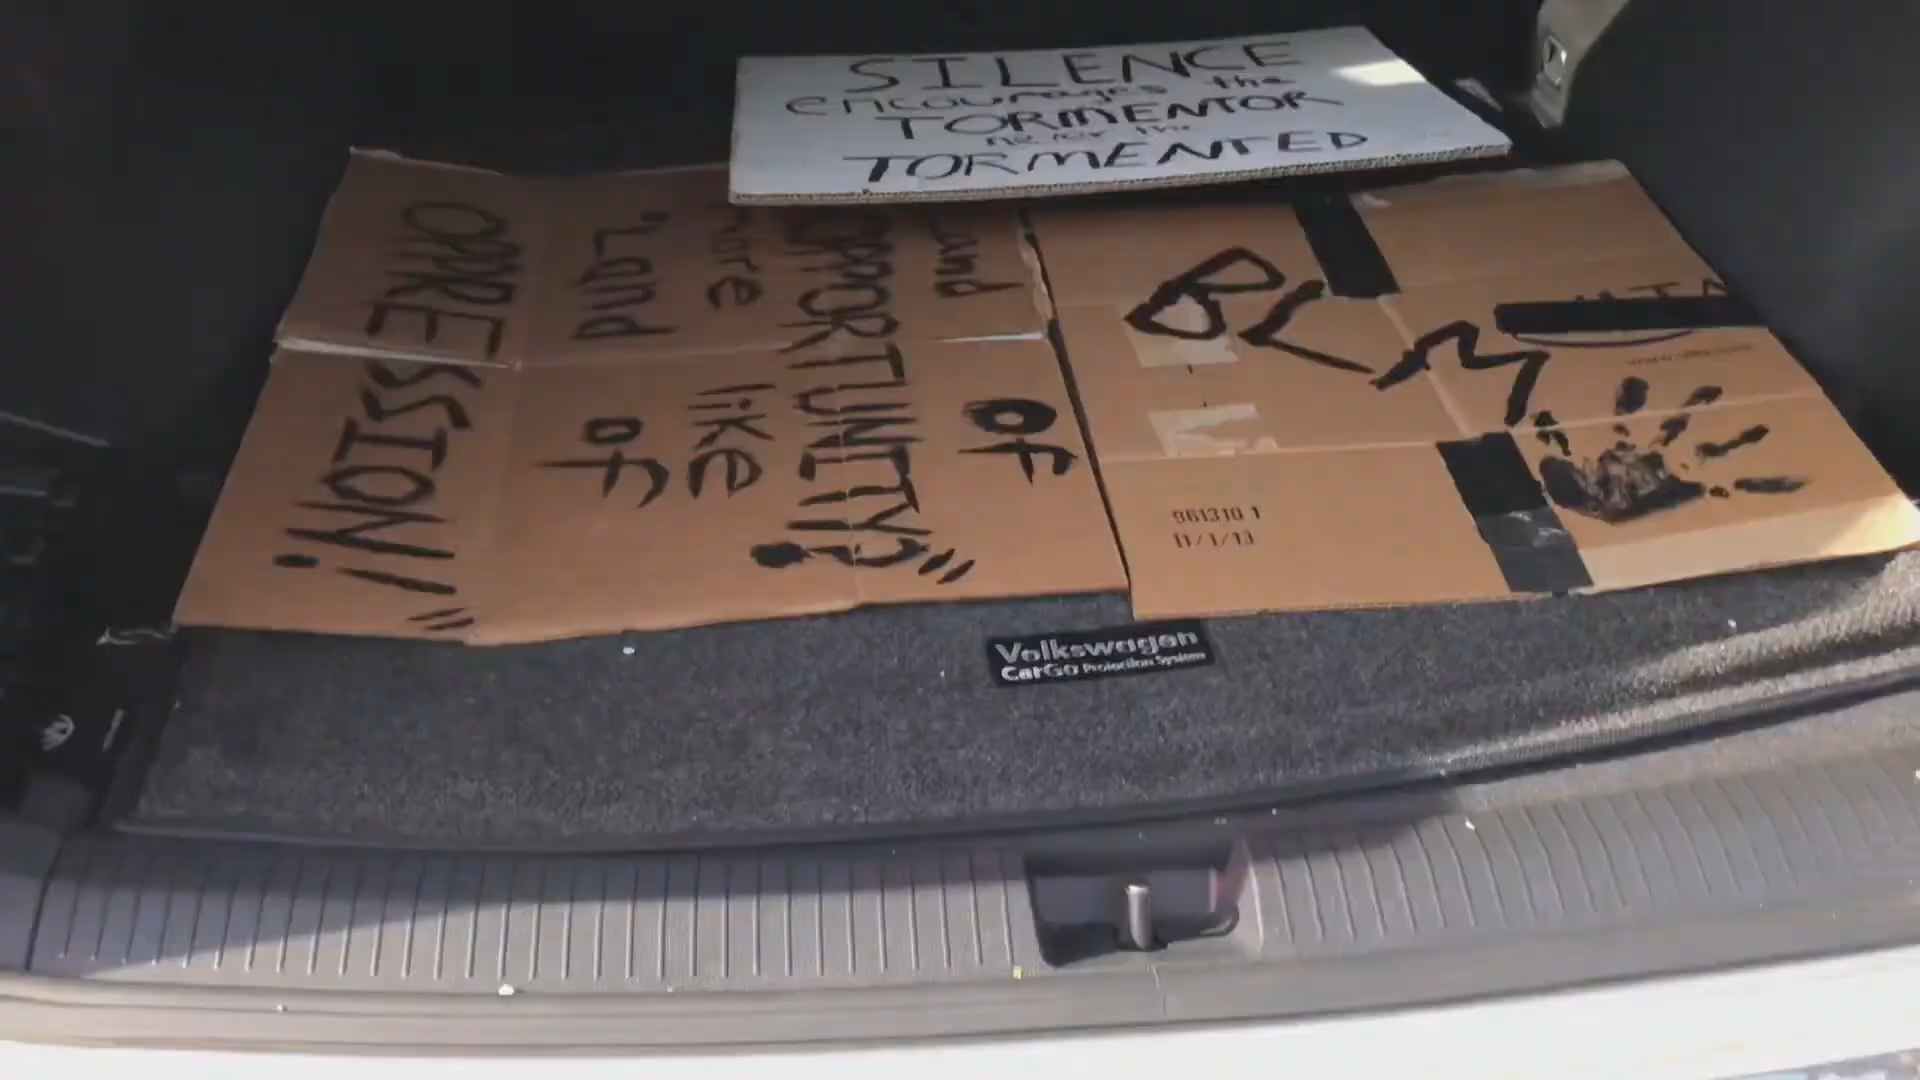 SILENCE
encourages the
TORMENTOR
never the
TORMENTED
Land
OF
OPPORTUNITY?"
more like
"Land
of
OPPRESSION!"
BLM
961310 1
11/1/13
Volkswagen
CarGo Protection System